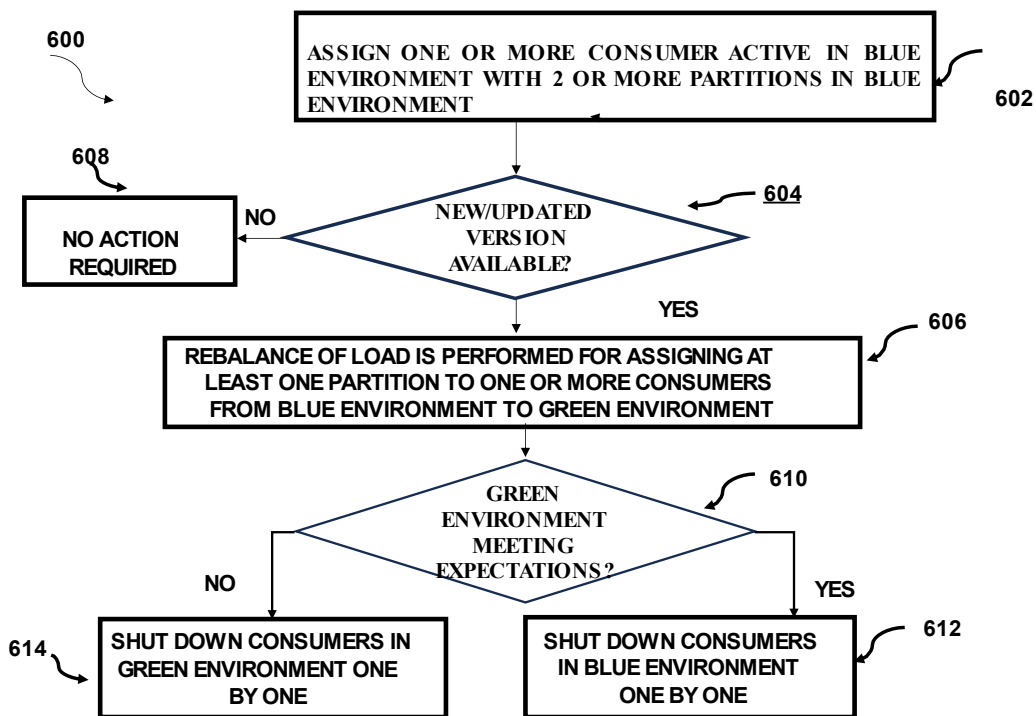 600
ASSIGN ONE OR MORE CONSUMER ACTIVE IN BLUE
ENVIRONMENT WITH 2 OR MORE PARTITIONS IN BLUE
ENVIRONMENT
602
608
NO ACTION
REQUIRED
NO
NEW/UPDATED
VERSION
AVAILABLE?
604
YES
606
REBALANCE OF LOAD IS PERFORMED FOR ASSIGNING AT
LEAST ONE PARTITION TO ONE OR MORE CONSUMERS
FROM BLUE ENVIRONMENT TO GREEN ENVIRONMENT
GREEN
ENVIRONMENT
MEETING
EXPECTATIONS?
610
NO
YES
614
SHUT DOWN CONSUMERS IN
GREEN ENVIRONMENT ONE
BY ONE
SHUT DOWN CONSUMERS
IN BLUE ENVIRONMENT
ONE BY ONE
612